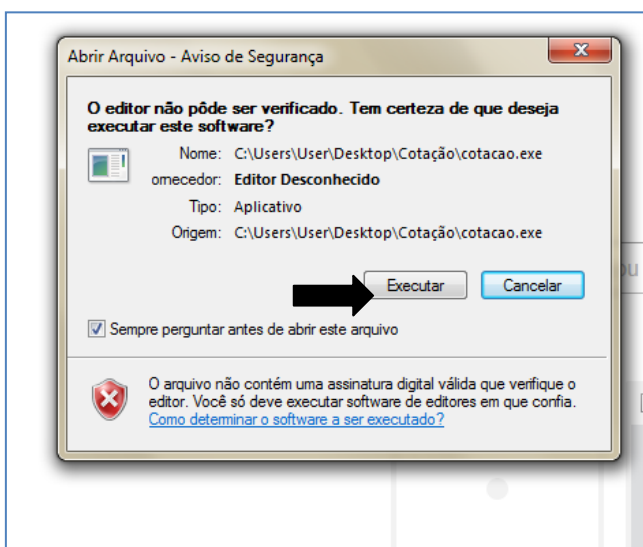 Abrir Arquivo - Aviso de Segurança
O editor não pôde ser verificado. Tem certeza de que deseja
executar este software?
Nome: C:\Users\User\Desktop\Cotação\cotacao.exe
ornecedor: Editor Desconhecido
Tipo: Aplicativo
Origem: C:\Users\User\Desktop\Cotação\cotacao.exe
ou
Executar Cancelar
Sempre perguntar antes de abrir este arquivo
O arquivo não contém uma assinatura digital válida que verifique o
editor. Você só deve executar software de editores em que confia.
Como determinar o software a ser executado?